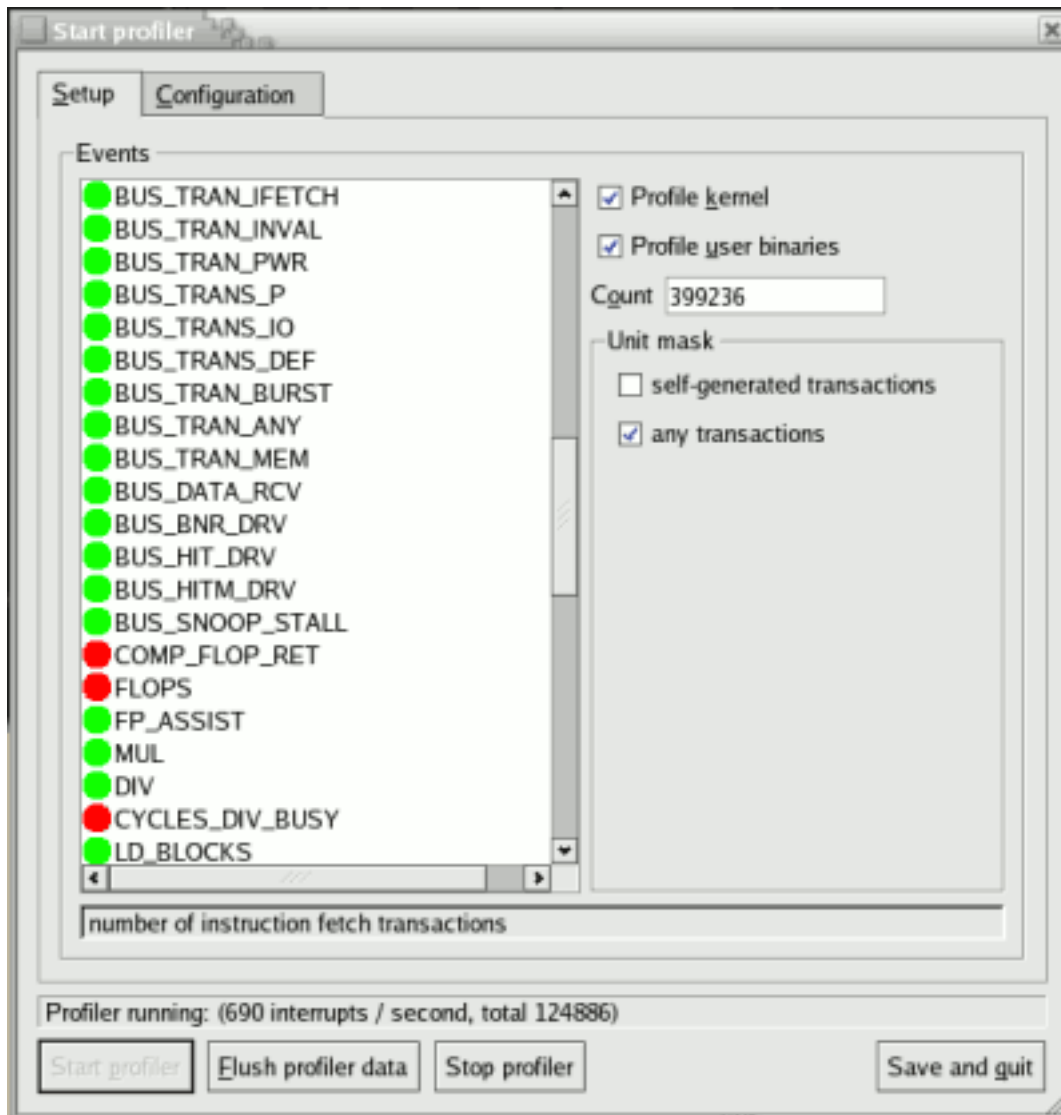 Start profiler
Setup Configuration
Events
BUS_TRAN_IFETCH
BUS_TRAN_INVAL
BUS_TRAN_PWR
BUS_TRANS_P
BUS_TRANS_IO
BUS_TRANS_DEF
BUS_TRAN_BURST
BUS_TRAN_ANY
BUS_TRAN_MEM
BUS_DATA_RCV
BUS_BNR_DRV
BUS_HIT_DRV
BUS_HITM_DRV
BUS_SNOOP_STALL
COMP_FLOP_RET
FLOPS
FP_ASSIST
MUL
DIV
CYCLES_DIV_BUSY
LD_BLOCKS
Profile kernel
Profile user binaries
Count 399236
Unit mask
self-generated transactions
any transactions
number of instruction fetch transactions
Profiler running: (690 interrupts / second, total 124886)
Start profiler Flush profiler data Stop profiler Save and quit